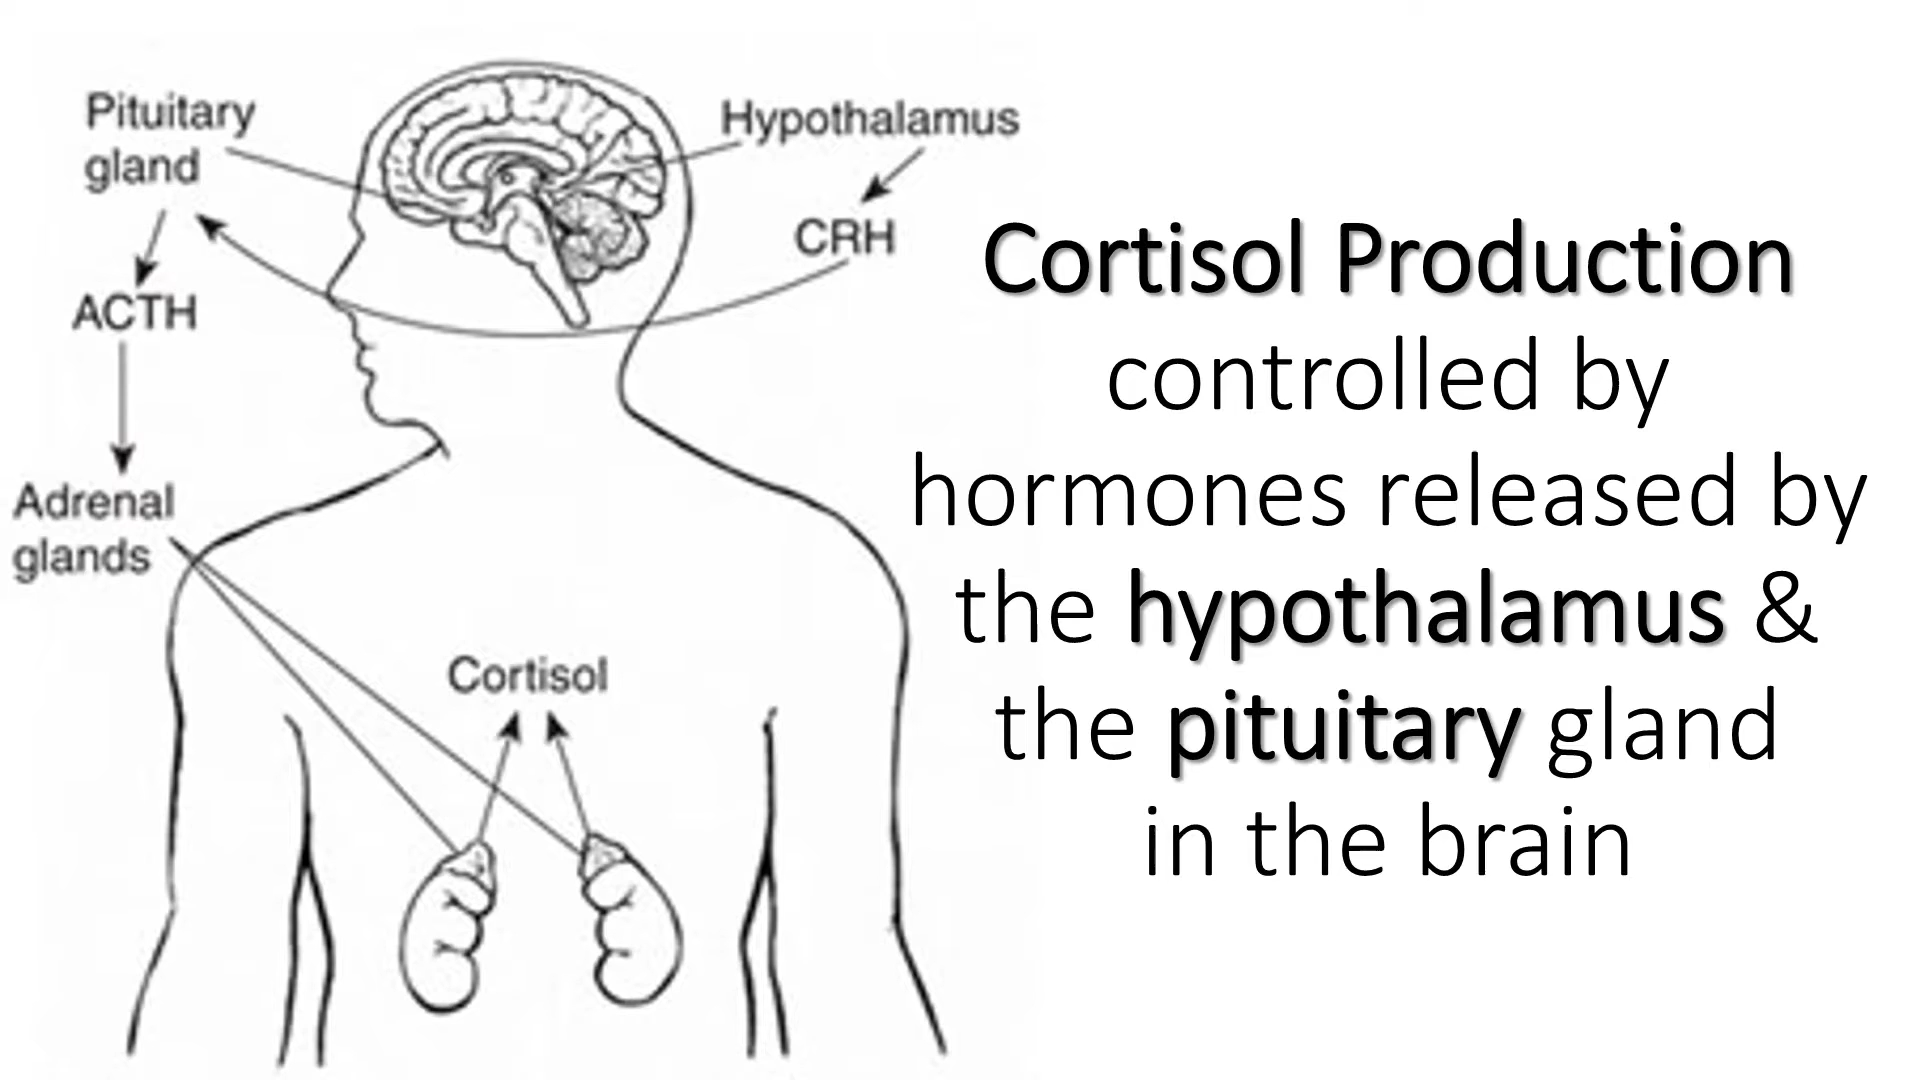 Pituitary
gland
Hypothalamus
CRH
ACTH
Adrenal
glands
Cortisol
Cortisol Production
controlled by
hormones released by
the hypothalamus &
the pituitary gland
in the brain